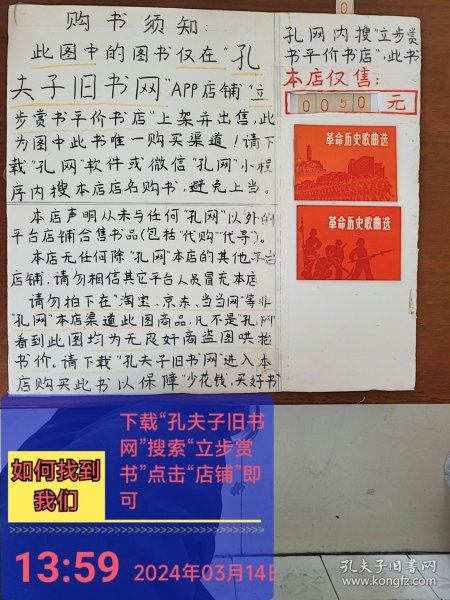 购书须知：
此图中的图书仅在“孔
夫子旧书网”APP店铺“立
步赏书平价书店”上架弃出售，此
为图中此书唯一购买渠道！请下
载“孔网”软件或微信“孔网”小程
序内搜本店店名购书，避免上当。
本店声明从未与任何“孔网”以外的
平台店铺合售书品(包括“代购”“代寻”)。
本店无任何除“孔网”本店的其他平台
店铺，请勿相信其它平台人员冒充本店
请勿拍下在“淘宝、京东、当当网”等非
“孔网”本店渠道此图商品，凡不是“孔网”
看到此图均为无良奸商盗图哄抬
书价。请下载“孔夫子旧书网”进入本
店购买此书以保障“少花钱，买好书
孔网内搜“立步赏
书平价书店”，此书
本店仅售：
0050元
革命历史歌曲选
革命历史歌曲选
下载“孔夫子旧书
网”搜索“立步赏
书”点击“店铺”即
可
如何找到
我们
13:59
2024年03月14日
孔夫子旧书网
www.kongfz.com